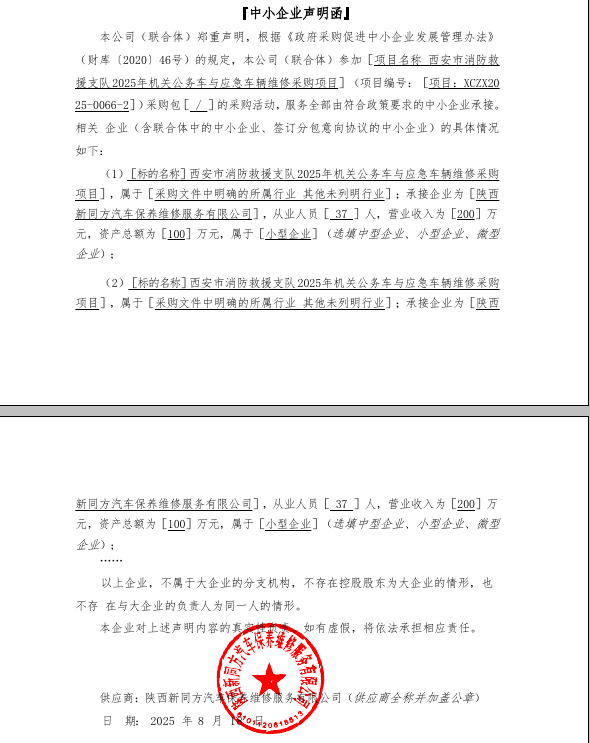 『中小企业声明函』
本公司（联合体）郑重声明，根据《政府采购促进中小企业发展管理办法》
（财库〔2020〕46号）的规定，本公司（联合体）参加［项目名称 西安市消防救
援支队2025年机关公务车与应急车辆维修采购项目］（项目编号：［项目：XCZX20
25-0066-2］）采购包［ / ］的采购活动，服务全部由符合政策要求的中小企业承接。
相关 企业（含联合体中的中小企业、签订分包意向协议的中小企业）的具体情况
如下：
（1）［标的名称］西安市消防救援支队2025年机关公务车与应急车辆维修采购
项目］，属于［采购文件中明确的所属行业 其他未列明行业］；承接企业为［陕西
新同方汽车保养维修服务有限公司］，从业人员［ 37 ］人，营业收入为［200］万
元，资产总额为［100］万元，属于［小型企业］（选填中型企业、小型企业、微型
企业）；
（2）［标的名称］西安市消防救援支队2025年机关公务车与应急车辆维修采购
项目］，属于［采购文件中明确的所属行业 其他未列明行业］；承接企业为［陕西
新同方汽车保养维修服务有限公司］，从业人员［ 37 ］人，营业收入为［200］万
元，资产总额为［100］万元，属于［小型企业］（选填中型企业、小型企业、微型
企业）；
……
以上企业，不属于大企业的分支机构，不存在控股股东为大企业的情形，也
不存 在与大企业的负责人为同一人的情形。
本企业对上述声明内容的真实性负责。如有虚假，将依法承担相应责任。
陕西新同方汽车保养维修服务有限公司
供应商：陕西新同方汽车保养维修服务有限公司（供应商全称并加盖公章）
日 期： 2025 年 8 月 日